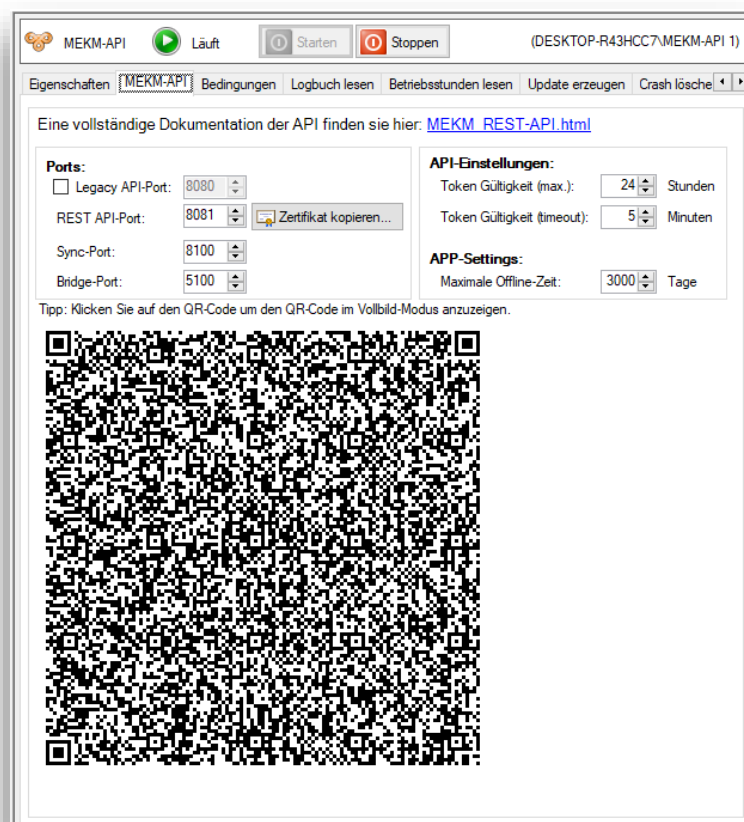 MEKM-API Läuft Starten Stoppen (DESKTOP-R43HCC7\MEKM-API 1)
Eigenschaften MEKM-API Bedingungen Logbuch lesen Betriebsstunden lesen Update erzeugen Crash lösche
Eine vollständige Dokumentation der API finden sie hier: MEKM_REST-API.html
Ports:
Legacy API-Port: 8080
REST API-Port: 8081 Zertifikat kopieren...
Sync-Port: 8100
Bridge-Port: 5100
API-Einstellungen:
Token Gültigkeit (max.): 24 Stunden
Token Gültigkeit (timeout): 5 Minuten
APP-Settings:
Maximale Offline-Zeit: 3000 Tage
Tipp: Klicken Sie auf den QR-Code um den QR-Code im Vollbild-Modus anzuzeigen.